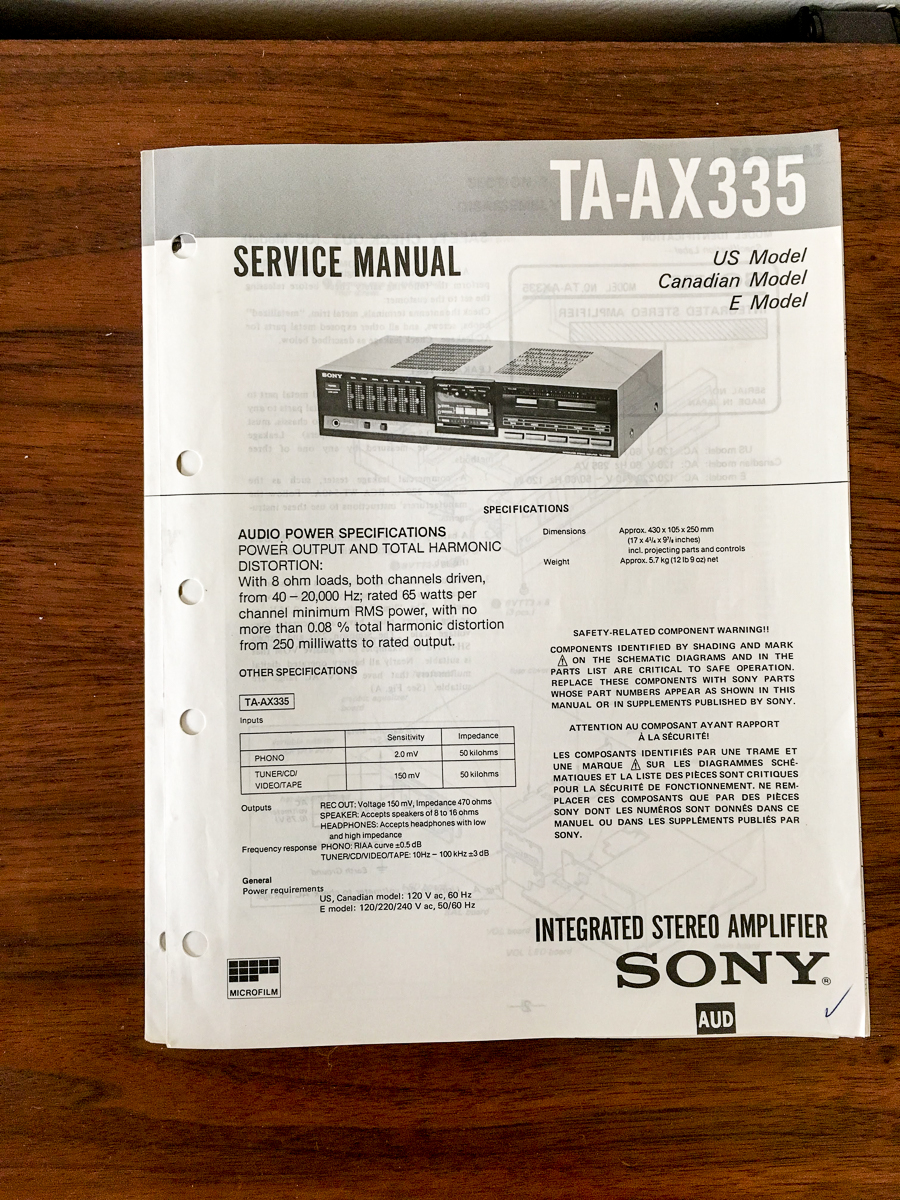 TA-AX335
SERVICE MANUAL
US Model
Canadian Model
E Model
SONY
SPECIFICATIONS
AUDIO POWER SPECIFICATIONS
POWER OUTPUT AND TOTAL HARMONIC
DISTORTION:
With 8 ohm loads, both channels driven,
from 40 – 20,000 Hz; rated 65 watts per
channel minimum RMS power, with no
more than 0.08 % total harmonic distortion
from 250 milliwatts to rated output.
OTHER SPECIFICATIONS
TA-AX335
Inputs
Sensitivity Impedance
PHONO 2.0 mV 50 kilohms
TUNER/CD/
VIDEO/TAPE 150 mV 50 kilohms
Outputs REC OUT: Voltage 150 mV, Impedance 470 ohms
SPEAKER: Accepts speakers of 8 to 16 ohms
HEADPHONES: Accepts headphones with low
and high impedance
Frequency response PHONO: RIAA curve ±0.5 dB
TUNER/CD/VIDEO/TAPE: 10Hz – 100 kHz ±3 dB
General
Power requirements
US, Canadian model: 120 V ac, 60 Hz
E model: 120/220/240 V ac, 50/60 Hz
Dimensions Approx. 430 x 105 x 250 mm
(17 x 4¼ x 9⅞ inches)
incl. projecting parts and controls
Weight Approx. 5.7 kg (12 lb 9 oz) net
SAFETY-RELATED COMPONENT WARNING!!
COMPONENTS IDENTIFIED BY SHADING AND MARK
⚠ ON THE SCHEMATIC DIAGRAMS AND IN THE
PARTS LIST ARE CRITICAL TO SAFE OPERATION.
REPLACE THESE COMPONENTS WITH SONY PARTS
WHOSE PART NUMBERS APPEAR AS SHOWN IN THIS
MANUAL OR IN SUPPLEMENTS PUBLISHED BY SONY.
ATTENTION AU COMPOSANT AYANT RAPPORT
À LA SÉCURITÉ!
LES COMPOSANTS IDENTIFIÉS PAR UNE TRAME ET
UNE MARQUE ⚠ SUR LES DIAGRAMMES SCHÉ-
MATIQUES ET LA LISTE DES PIÈCES SONT CRITIQUES
POUR LA SÉCURITÉ DE FONCTIONNEMENT. NE REM-
PLACER CES COMPOSANTS QUE PAR DES PIÈCES
SONY DONT LES NUMÉROS SONT DONNÉS DANS CE
MANUEL OU DANS LES SUPPLÉMENTS PUBLIÉS PAR
SONY.
INTEGRATED STEREO AMPLIFIER
SONY®
MICROFILM
AUD